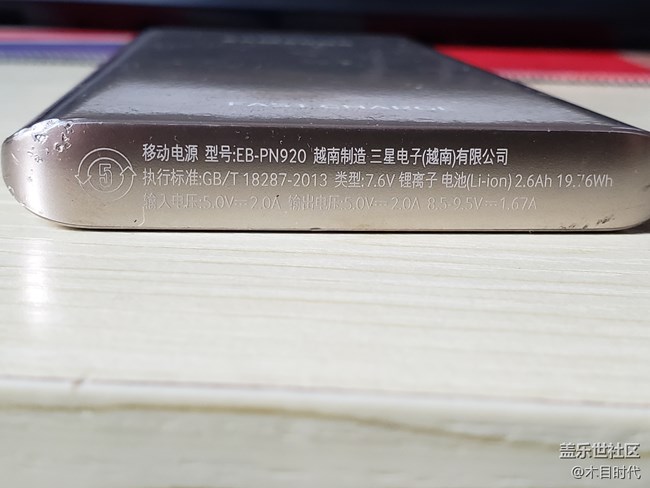 移动电源 型号:EB-PN920 越南制造 三星电子(越南)有限公司
⑤ 执行标准:GB/T 18287-2013 类型:7.6V 锂离子 电池(Li-ion) 2.6Ah 19.76Wh
输入电压:5.0V⎓2.0A 输出电压:5.0V⎓2.0A 8.5-9.5V⎓1.67A
盖乐世社区
@木目时代